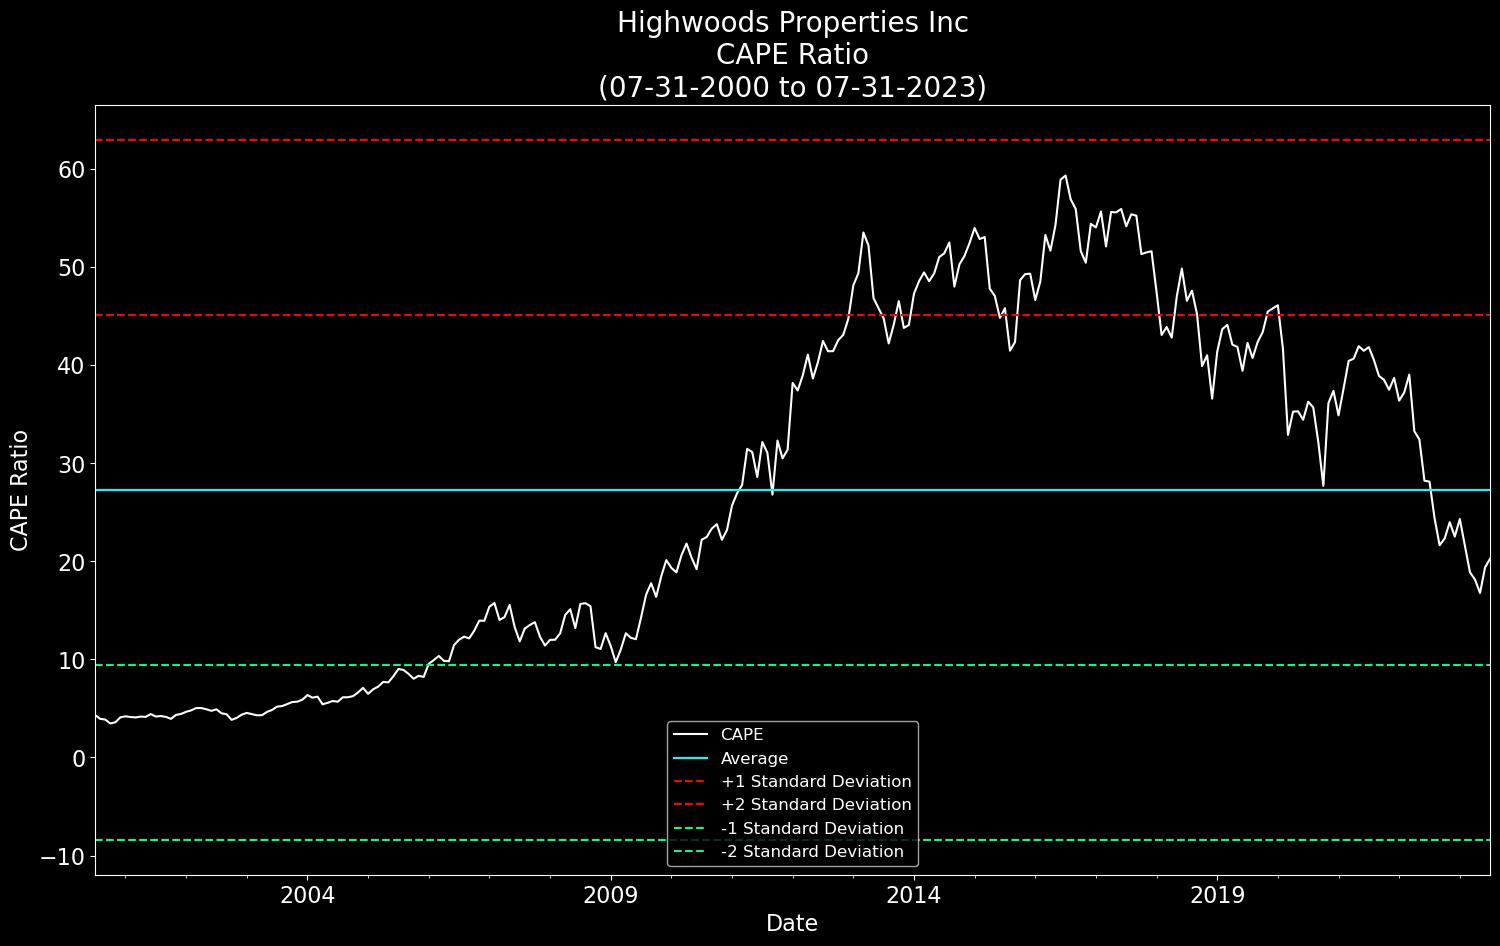 Highwoods Properties Inc
CAPE Ratio
(07-31-2000 to 07-31-2023)
CAPE Ratio
60
50
40
30
20
10
0
−10
CAPE
Average
+1 Standard Deviation
+2 Standard Deviation
-1 Standard Deviation
-2 Standard Deviation
2004
2009
2014
2019
Date